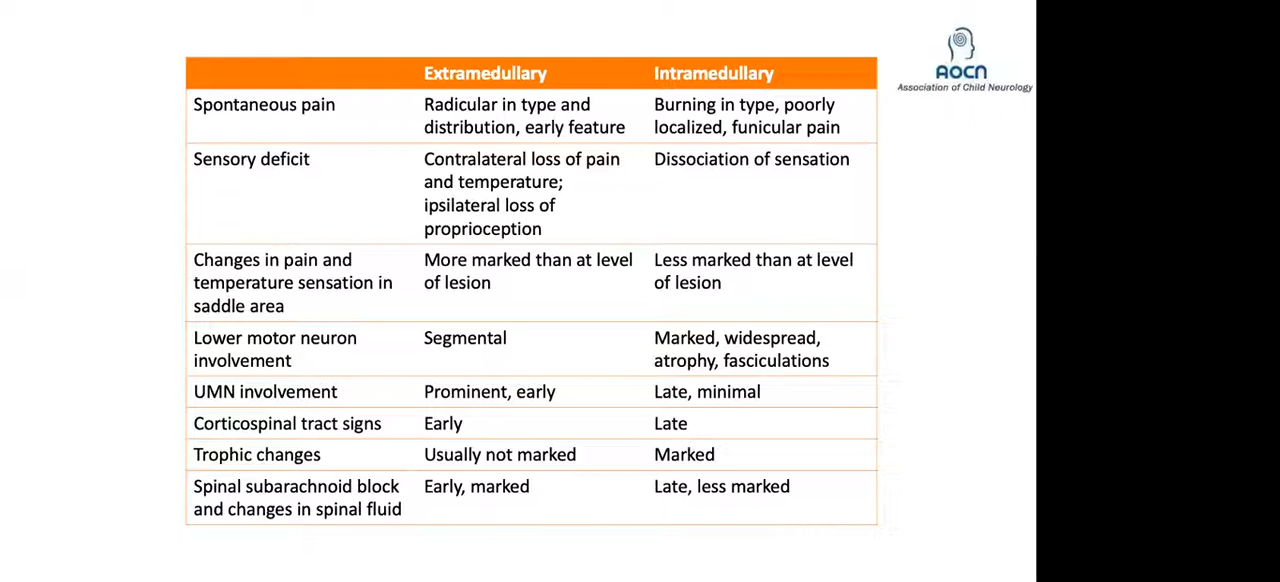 AOCN
Association of Child Neurology
Extramedullary Intramedullary
Spontaneous pain
Radicular in type and
distribution, early feature
Burning in type, poorly
localized, funicular pain
Sensory deficit
Contralateral loss of pain
and temperature;
ipsilateral loss of
proprioception
Dissociation of sensation
Changes in pain and
temperature sensation in
saddle area
More marked than at level
of lesion
Less marked than at level
of lesion
Lower motor neuron
involvement
Segmental
Marked, widespread,
atrophy, fasciculations
UMN involvement
Prominent, early
Late, minimal
Corticospinal tract signs
Early
Late
Trophic changes
Usually not marked
Marked
Spinal subarachnoid block
and changes in spinal fluid
Early, marked
Late, less marked